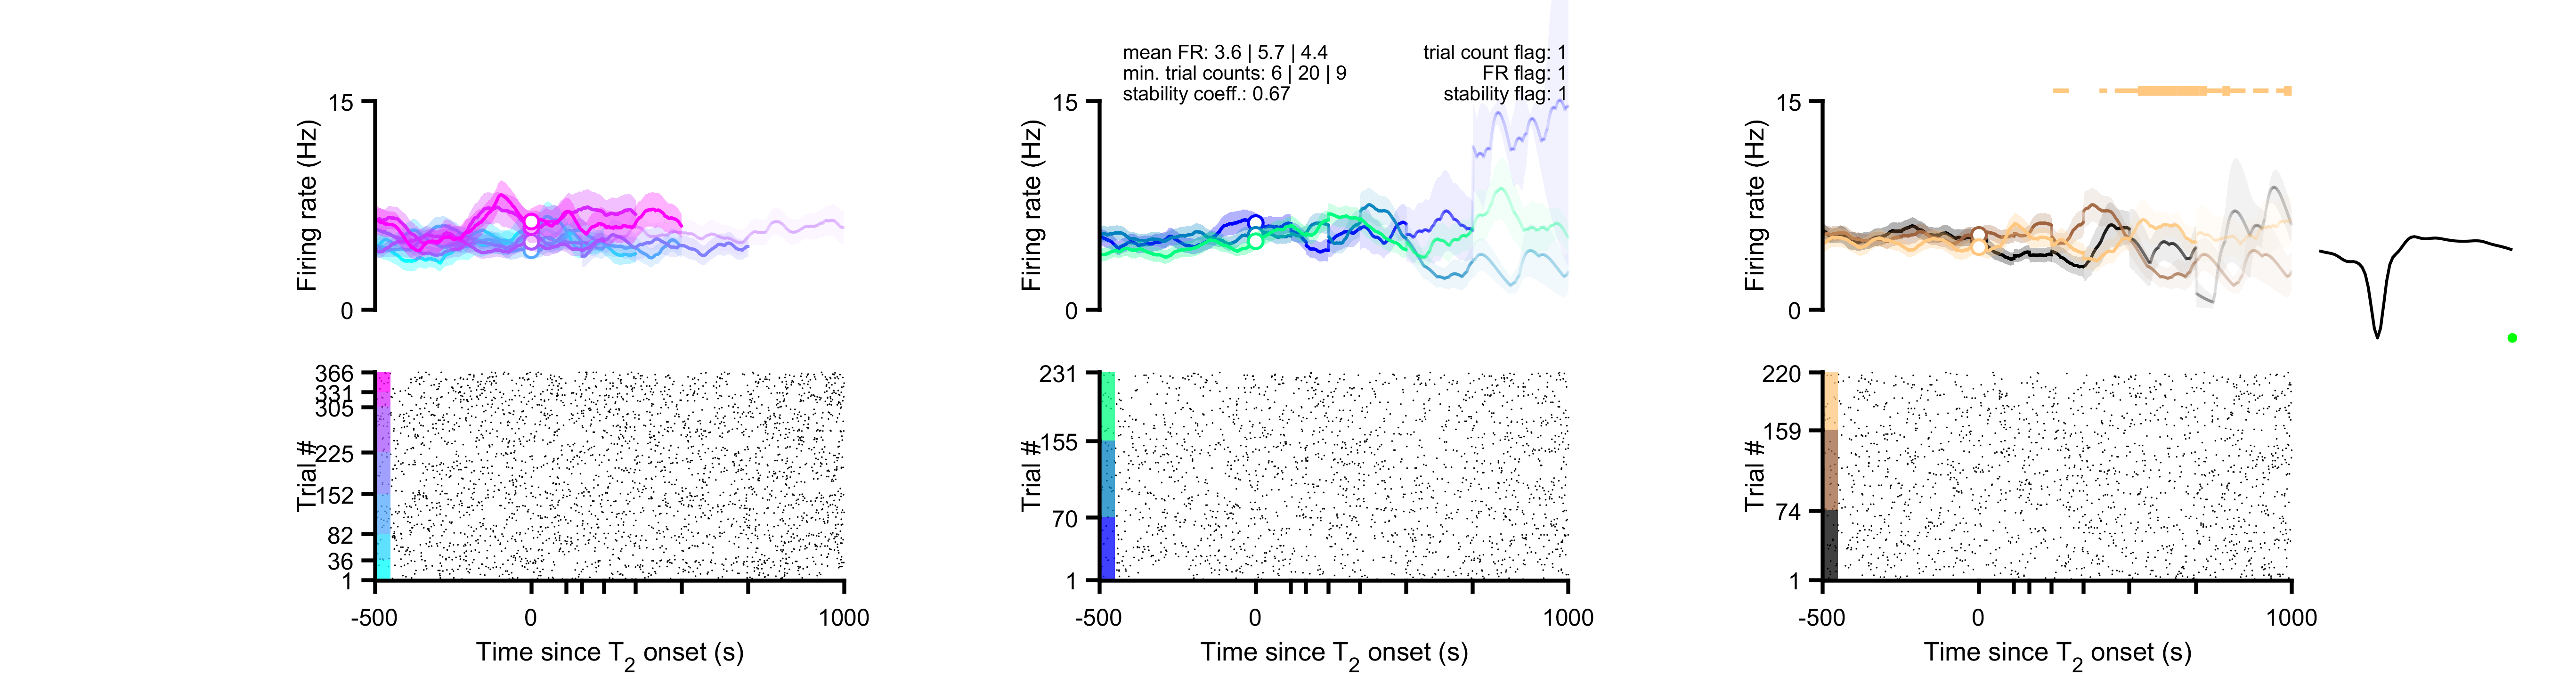 mean FR: 3.6 | 5.7 | 4.4
min. trial counts: 6 | 20 | 9
stability coeff.: 0.67
trial count flag: 1
FR flag: 1
stability flag: 1
15
Firing rate (Hz)
0
15
Firing rate (Hz)
0
15
Firing rate (Hz)
0
366
331
305
225
152
82
36
1
Trial #
-500
0
1000
Time since T2 onset (s)
231
155
70
1
Trial #
-500
0
1000
Time since T2 onset (s)
220
159
74
1
Trial #
-500
0
1000
Time since T2 onset (s)